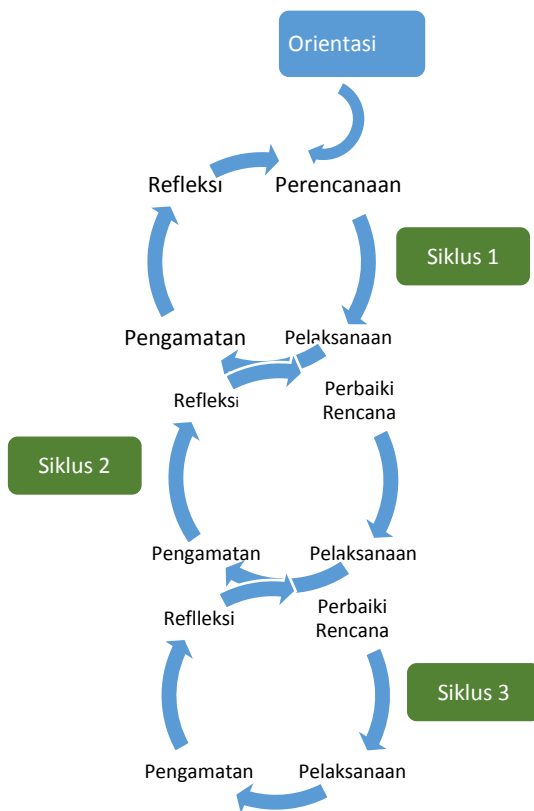 Orientasi
Refleksi
Perencanaan
Siklus 1
Pengamatan
Pelaksanaan
Refleksi
Perbaiki
Rencana
Siklus 2
Pengamatan
Pelaksanaan
Reflleksi
Perbaiki
Rencana
Siklus 3
Pengamatan
Pelaksanaan